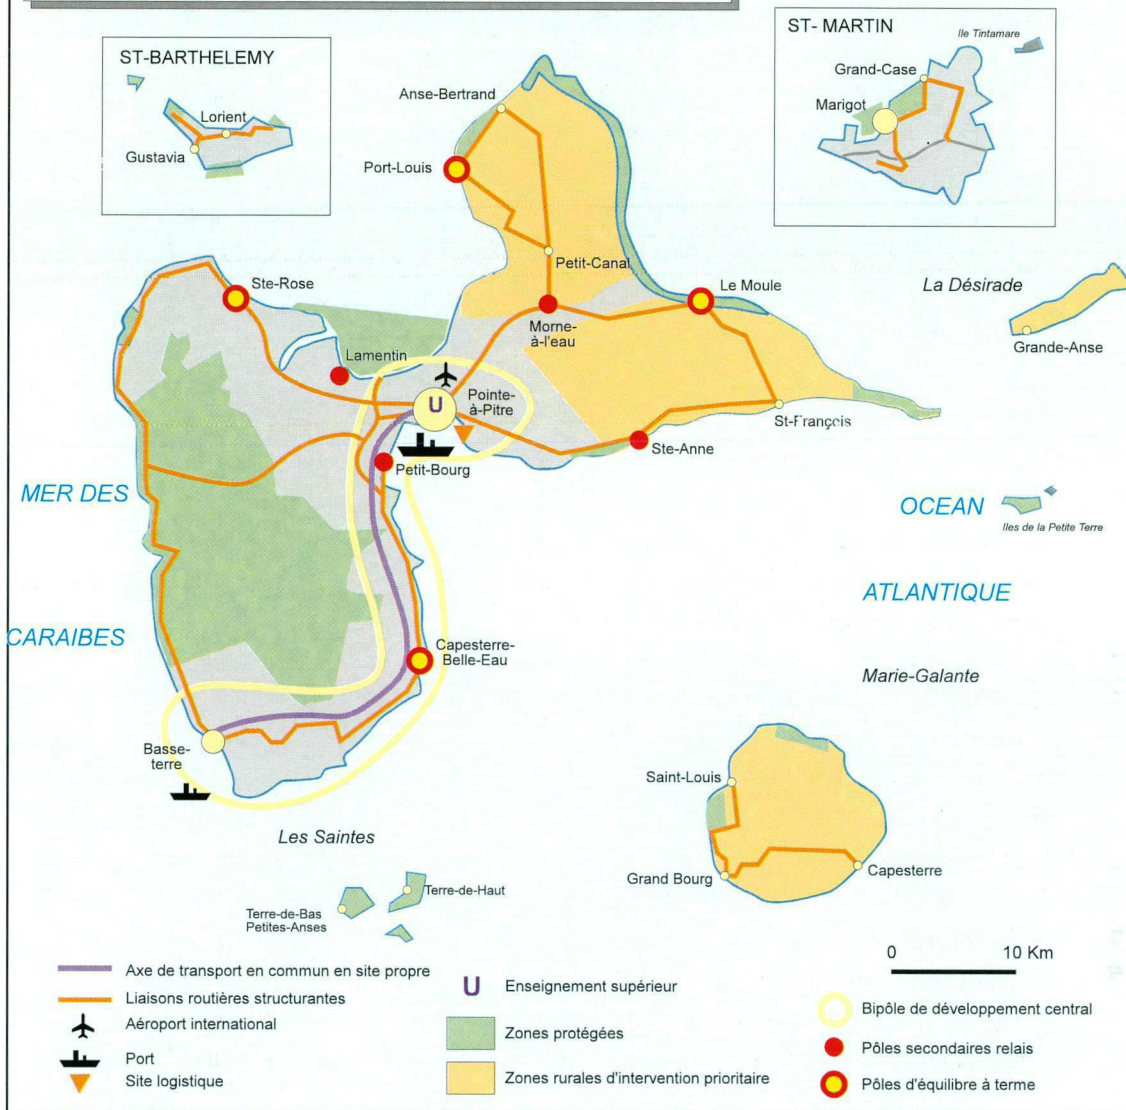 ST-BARTHELEMY
Lorient
Gustavia
ST- MARTIN
Ile Tintamare
Grand-Case
Marigot
Anse-Bertrand
Port-Louis
Petit-Canal
Ste-Rose
Le Moule
La Désirade
Morne-
à-l'eau
Grande-Anse
Lamentin
U
Pointe-
à-Pitre
St-François
Ste-Anne
Petit-Bourg
MER DES
CARAIBES
OCEAN
ATLANTIQUE
Iles de la Petite Terre
Capesterre-
Belle-Eau
Marie-Galante
Basse-
terre
Saint-Louis
Grand Bourg
Capesterre
Les Saintes
Terre-de-Haut
Terre-de-Bas
Petites-Anses
0 10 Km
Axe de transport en commun en site propre
Liaisons routières structurantes
Aéroport international
Port
Site logistique
U Enseignement supérieur
Zones protégées
Zones rurales d'intervention prioritaire
Bipôle de développement central
Pôles secondaires relais
Pôles d'équilibre à terme